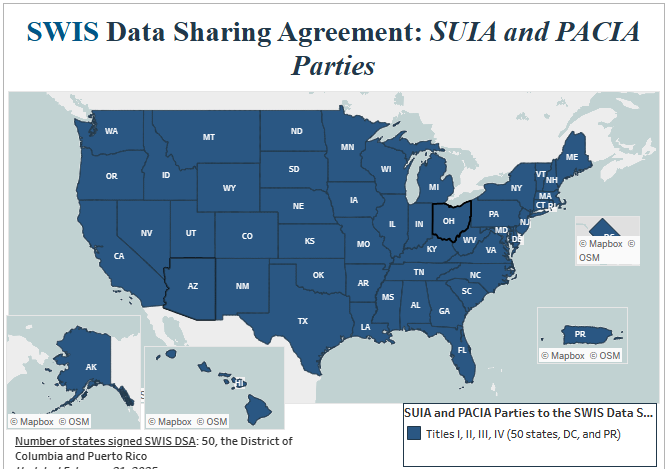 SWIS Data Sharing Agreement: SUIA and PACIA
Parties
WA
MT
ND
MN
ME
OR
ID
SD
WI
VT
NH
WY
MI
NY
MA
CT
RI
NE
IA
PA
NJ
NV
UT
CO
IL
IN
OH
MD
DE
WV
VA
© Mapbox ©
OSM
CA
KS
MO
KY
AZ
NM
OK
AR
TN
NC
SC
MS
AL
GA
TX
LA
FL
PR
© Mapbox © OSM
AK
© Mapbox © OSM
HI
© Mapbox © OSM
SUIA and PACIA Parties to the SWIS Data S...
Titles I, II, III, IV (50 states, DC, and PR)
Number of states signed SWIS DSA: 50, the District of
Columbia and Puerto Rico